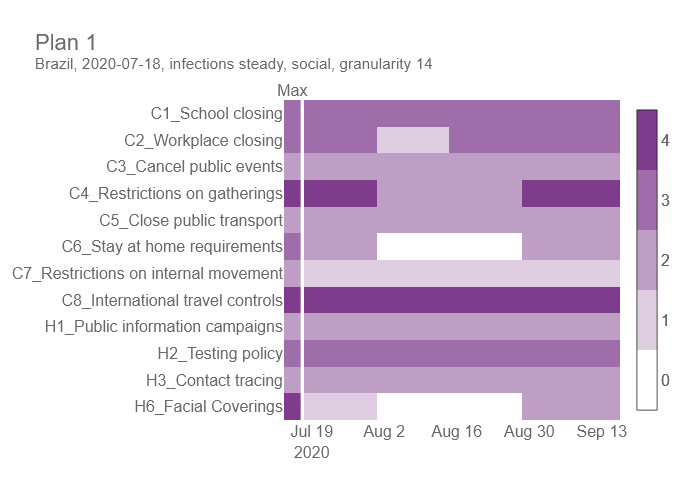 Plan 1
Brazil, 2020-07-18, infections steady, social, granularity 14
Max
C1_School closing
C2_Workplace closing
C3_Cancel public events
C4_Restrictions on gatherings
C5_Close public transport
C6_Stay at home requirements
C7_Restrictions on internal movement
C8_International travel controls
H1_Public information campaigns
H2_Testing policy
H3_Contact tracing
H6_Facial Coverings
4
3
2
1
0
Jul 19 Aug 2 Aug 16 Aug 30 Sep 13
2020